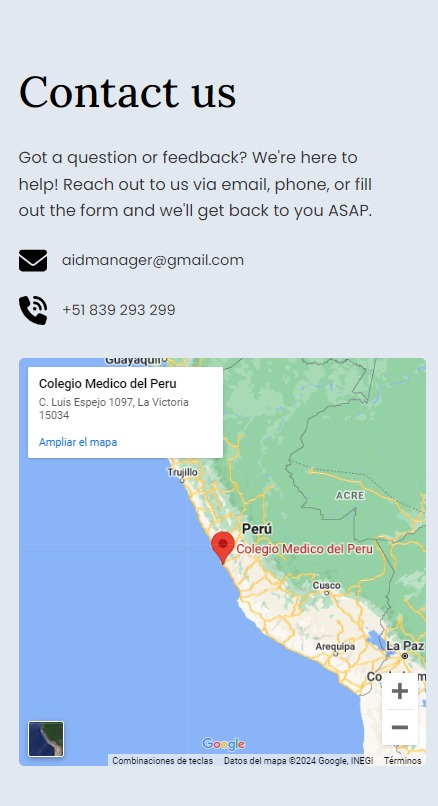 Contact us
Got a question or feedback? We're here to
help! Reach out to us via email, phone, or fill
out the form and we'll get back to you ASAP.
aidmanager@gmail.com
+51 839 293 299
Guayaquil
Colegio Medico del Peru
C. Luis Espejo 1097, La Victoria
15034
Ampliar el mapa
Trujillo
ACRE
Perú
Colegio Medico del Peru
Cusco
Arequipa
La Paz
Google
Combinaciones de teclas
Datos del mapa ©2024 Google, INEGI
Términos